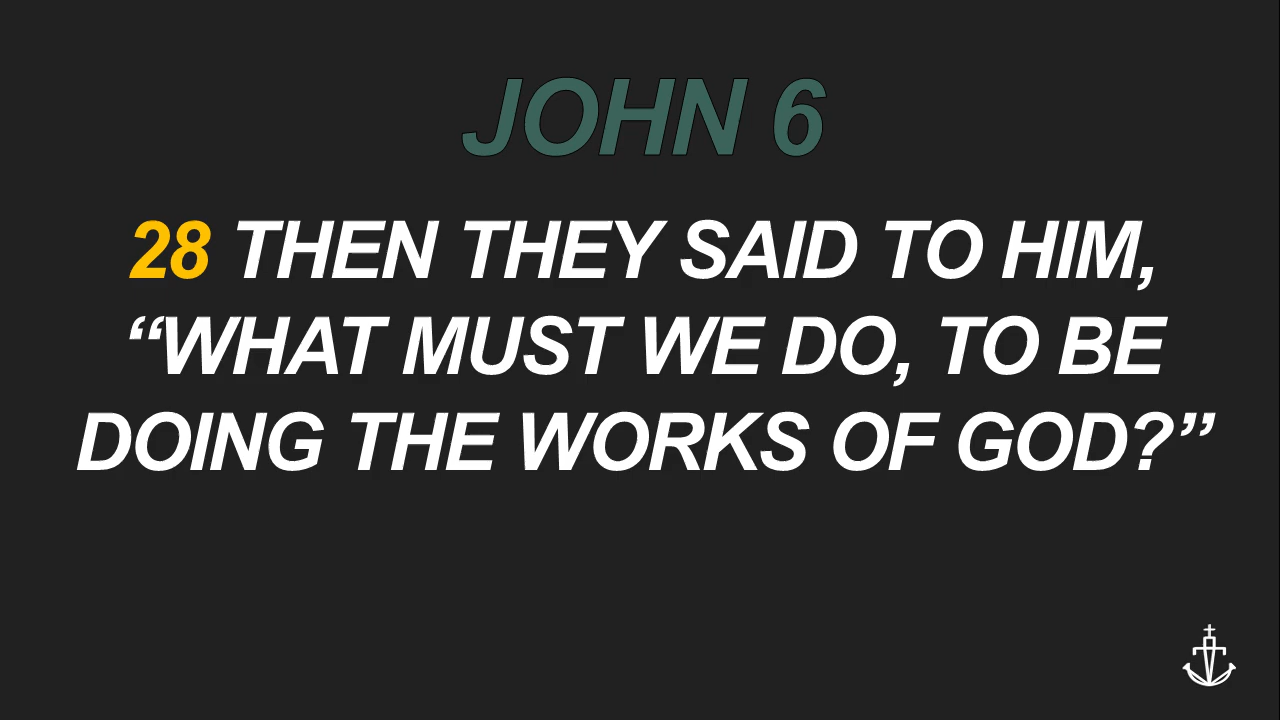 JOHN 6
28 THEN THEY SAID TO HIM,
“WHAT MUST WE DO, TO BE
DOING THE WORKS OF GOD?”